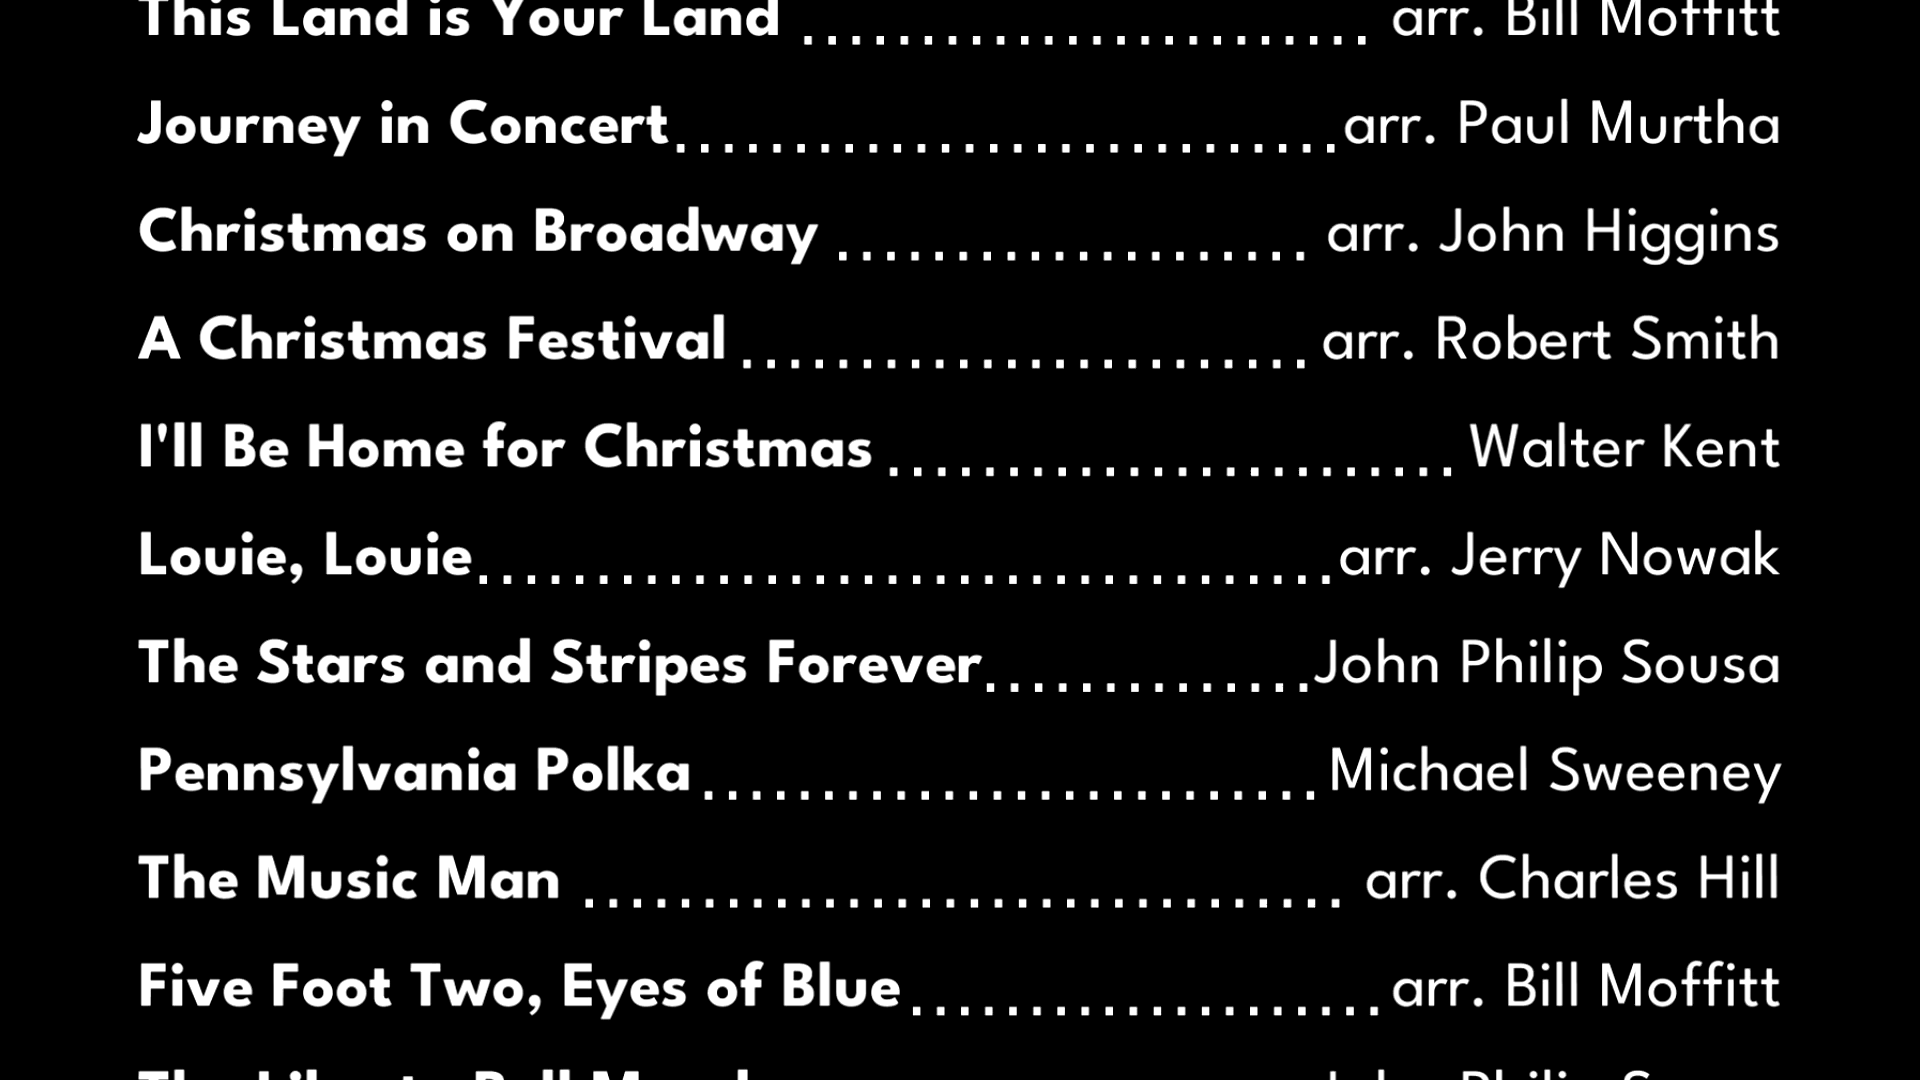 This Land is Your Land ........................ arr. Bill Moffitt
Journey in Concert............................arr. Paul Murtha
Christmas on Broadway .................... arr. John Higgins
A Christmas Festival ........................ arr. Robert Smith
I'll Be Home for Christmas ........................ Walter Kent
Louie, Louie....................................arr. Jerry Nowak
The Stars and Stripes Forever..............John Philip Sousa
Pennsylvania Polka .......................... Michael Sweeney
The Music Man ................................ arr. Charles Hill
Five Foot Two, Eyes of Blue....................arr. Bill Moffitt